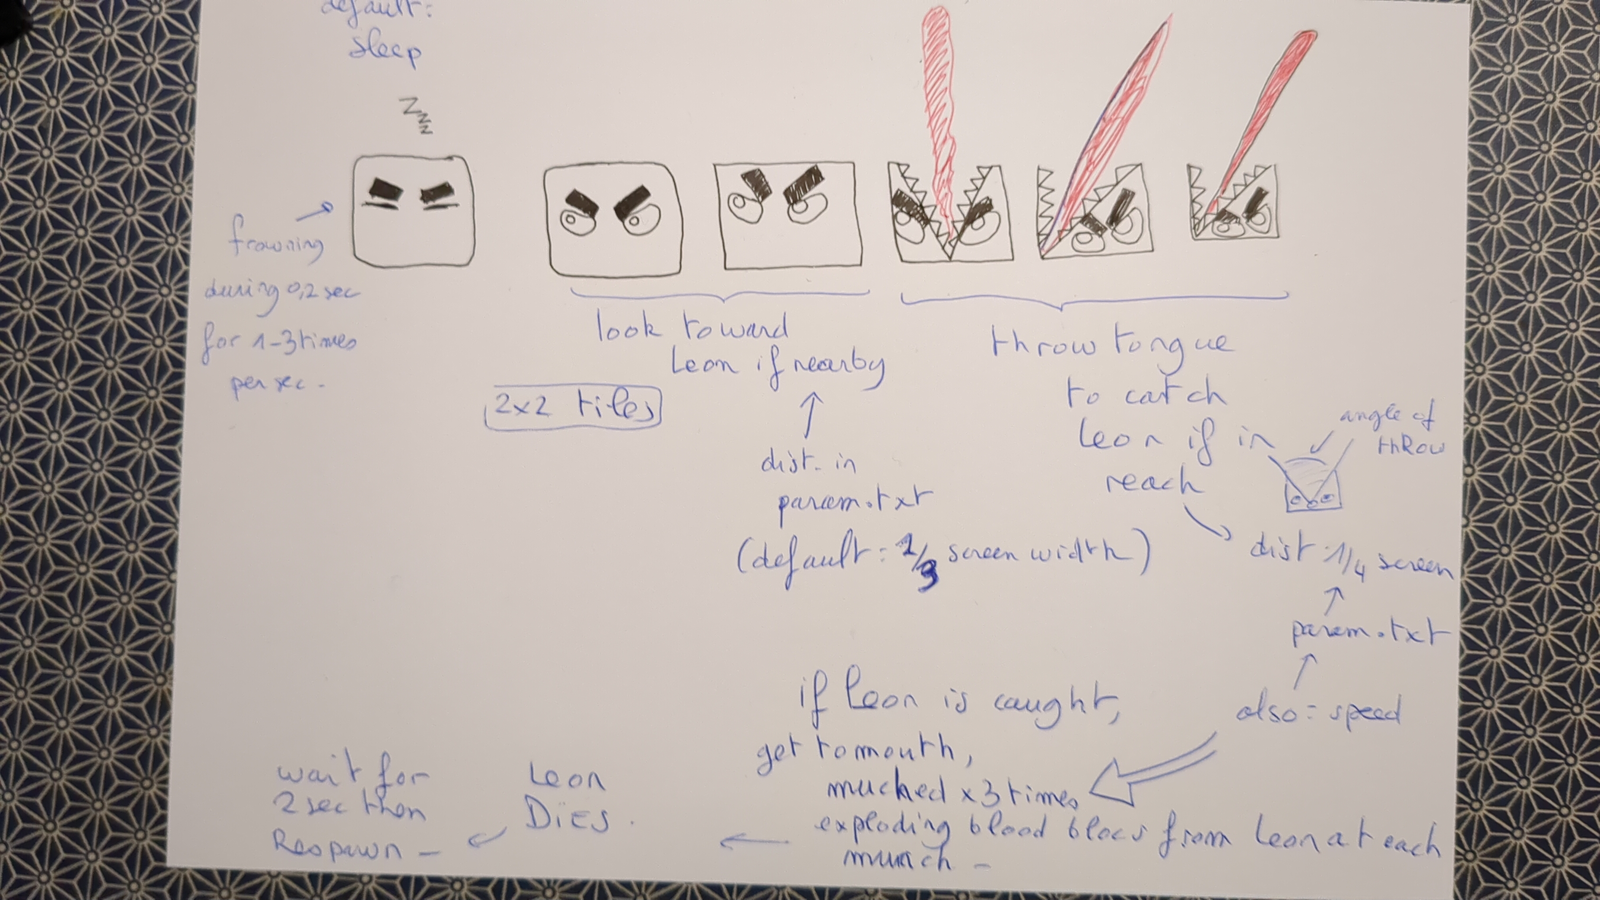 default:
sleep
ZZZ
frowning
during 0,2 sec
for 1-3 times
per sec.
look toward
Leon if nearby
2x2 tiles
dist. in
param.txt
(default: 1/3 screen width)
throw tongue
to catch
Leon if in
reach
angle of
thRow
dist: 1/4 screen
param.txt
also: speed
if Leon is caught,
get to mouth,
muched x3 times
exploding blood blocs from Leon at each
munch -
Leon
DiES.
wait for
2 sec then
Respawn -